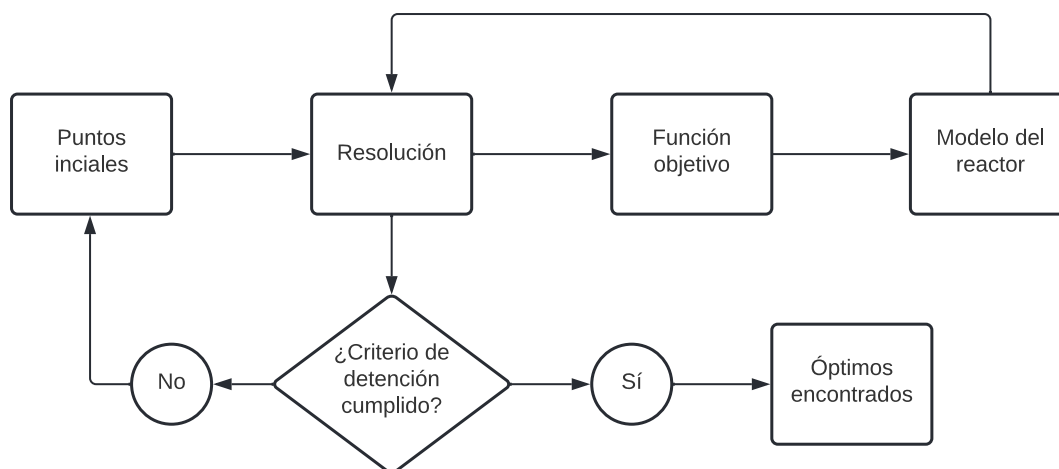 Puntos
inciales
Resolución
Función
objetivo
Modelo del
reactor
¿Criterio de
detención
cumplido?
No
Sí
Óptimos
encontrados